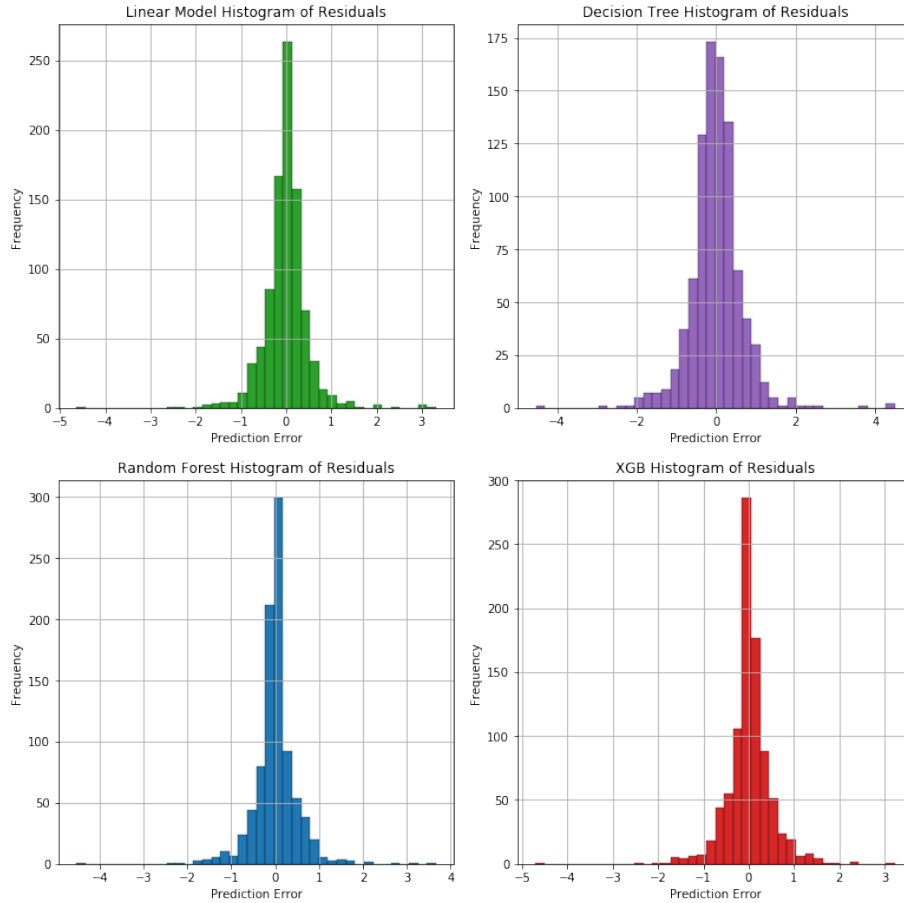 Linear Model Histogram of Residuals
250
200
150
100
50
0
Frequency
−5 −4 −3 −2 −1 0 1 2 3
Prediction Error
Decision Tree Histogram of Residuals
175
150
125
100
75
50
25
0
Frequency
−4 −2 0 2 4
Prediction Error
Random Forest Histogram of Residuals
300
250
200
150
100
50
0
Frequency
−5 −4 −3 −2 −1 0 1 2 3 4
Prediction Error
XGB Histogram of Residuals
300
250
200
150
100
50
0
Frequency
−5 −4 −3 −2 −1 0 1 2 3
Prediction Error